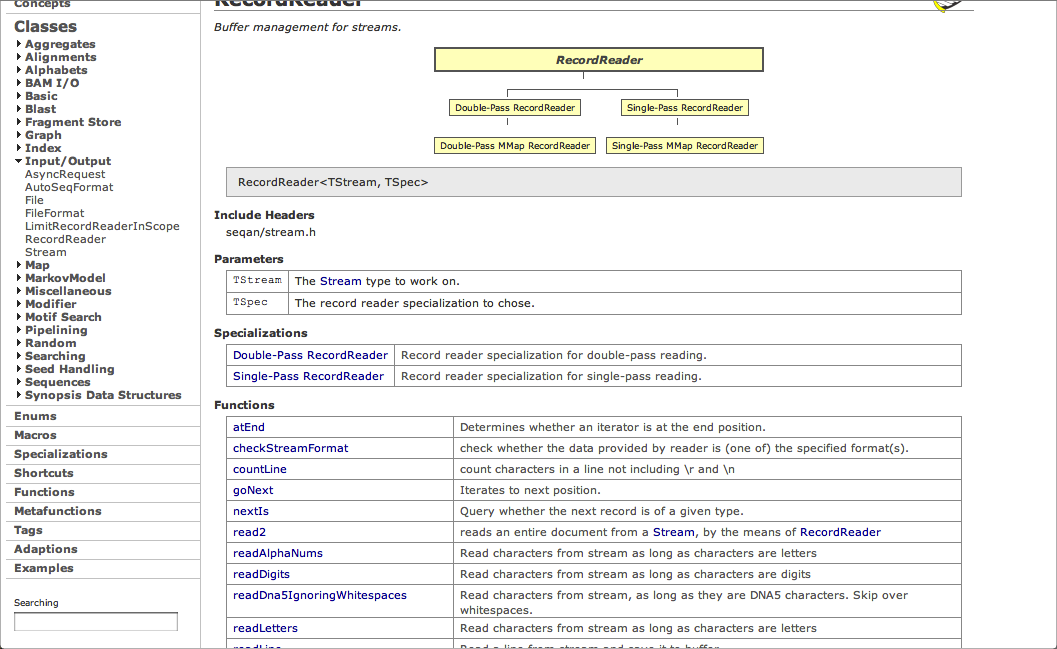 Concepts
Classes
Aggregates
Alignments
Alphabets
BAM I/O
Basic
Blast
Fragment Store
Graph
Index
Input/Output
AsyncRequest
AutoSeqFormat
File
FileFormat
LimitRecordReaderInScope
RecordReader
Stream
Map
MarkovModel
Miscellaneous
Modifier
Motif Search
Pipelining
Random
Searching
Seed Handling
Sequences
Synopsis Data Structures
Enums
Macros
Specializations
Shortcuts
Functions
Metafunctions
Tags
Adaptions
Examples
Searching
RecordReader
Buffer management for streams.
RecordReader
Double-Pass RecordReader
Single-Pass RecordReader
Double-Pass MMap RecordReader
Single-Pass MMap RecordReader
RecordReader<TStream, TSpec>
Include Headers
seqan/stream.h
Parameters
TStream The Stream type to work on.
TSpec The record reader specialization to chose.
Specializations
Double-Pass RecordReader Record reader specialization for double-pass reading.
Single-Pass RecordReader Record reader specialization for single-pass reading.
Functions
atEnd Determines whether an iterator is at the end position.
checkStreamFormat check whether the data provided by reader is (one of) the specified format(s).
countLine count characters in a line not including \r and \n
goNext Iterates to next position.
nextIs Query whether the next record is of a given type.
read2 reads an entire document from a Stream, by the means of RecordReader
readAlphaNums Read characters from stream as long as characters are letters
readDigits Read characters from stream as long as characters are digits
readDna5IgnoringWhitespaces Read characters from stream, as long as they are DNA5 characters. Skip over
whitespaces.
readLetters Read characters from stream as long as characters are letters
readLine Read a line from stream and save it to buffer